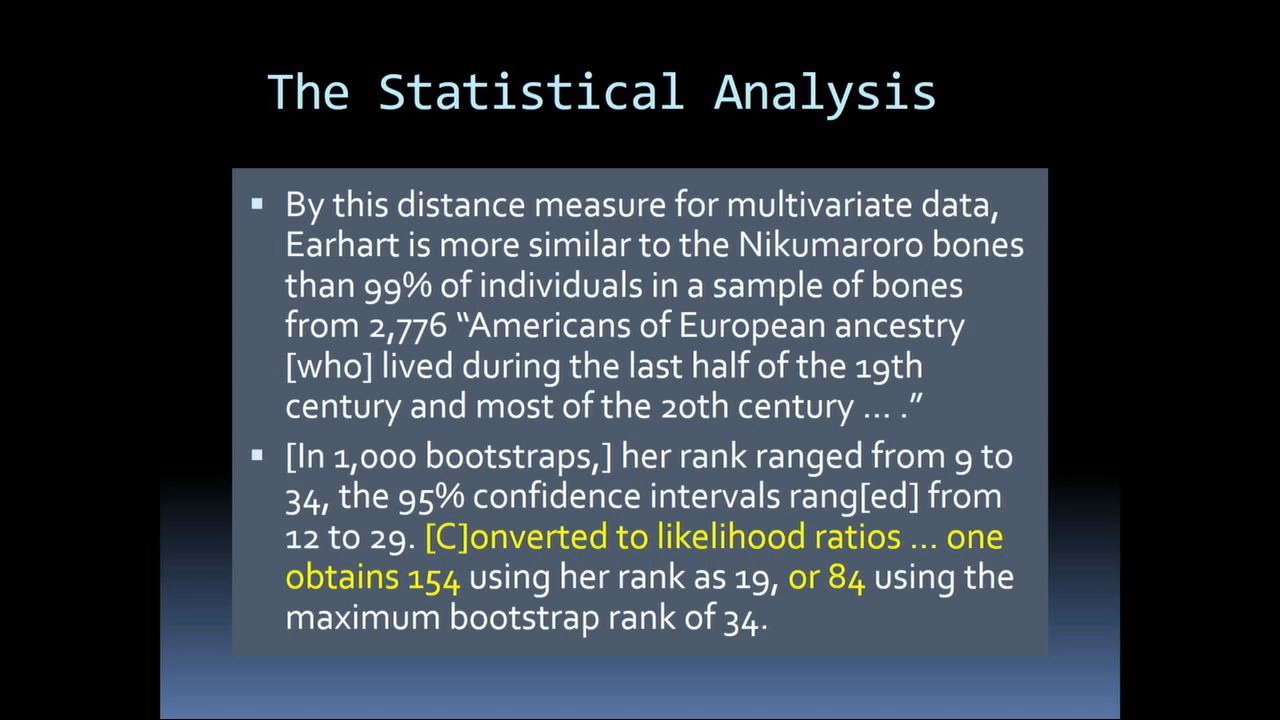 The Statistical Analysis
▪ By this distance measure for multivariate data,
Earhart is more similar to the Nikumaroro bones
than 99% of individuals in a sample of bones
from 2,776 “Americans of European ancestry
[who] lived during the last half of the 19th
century and most of the 20th century … .”
▪ [In 1,000 bootstraps,] her rank ranged from 9 to
34, the 95% confidence intervals rang[ed] from
12 to 29. [C]onverted to likelihood ratios … one
obtains 154 using her rank as 19, or 84 using the
maximum bootstrap rank of 34.